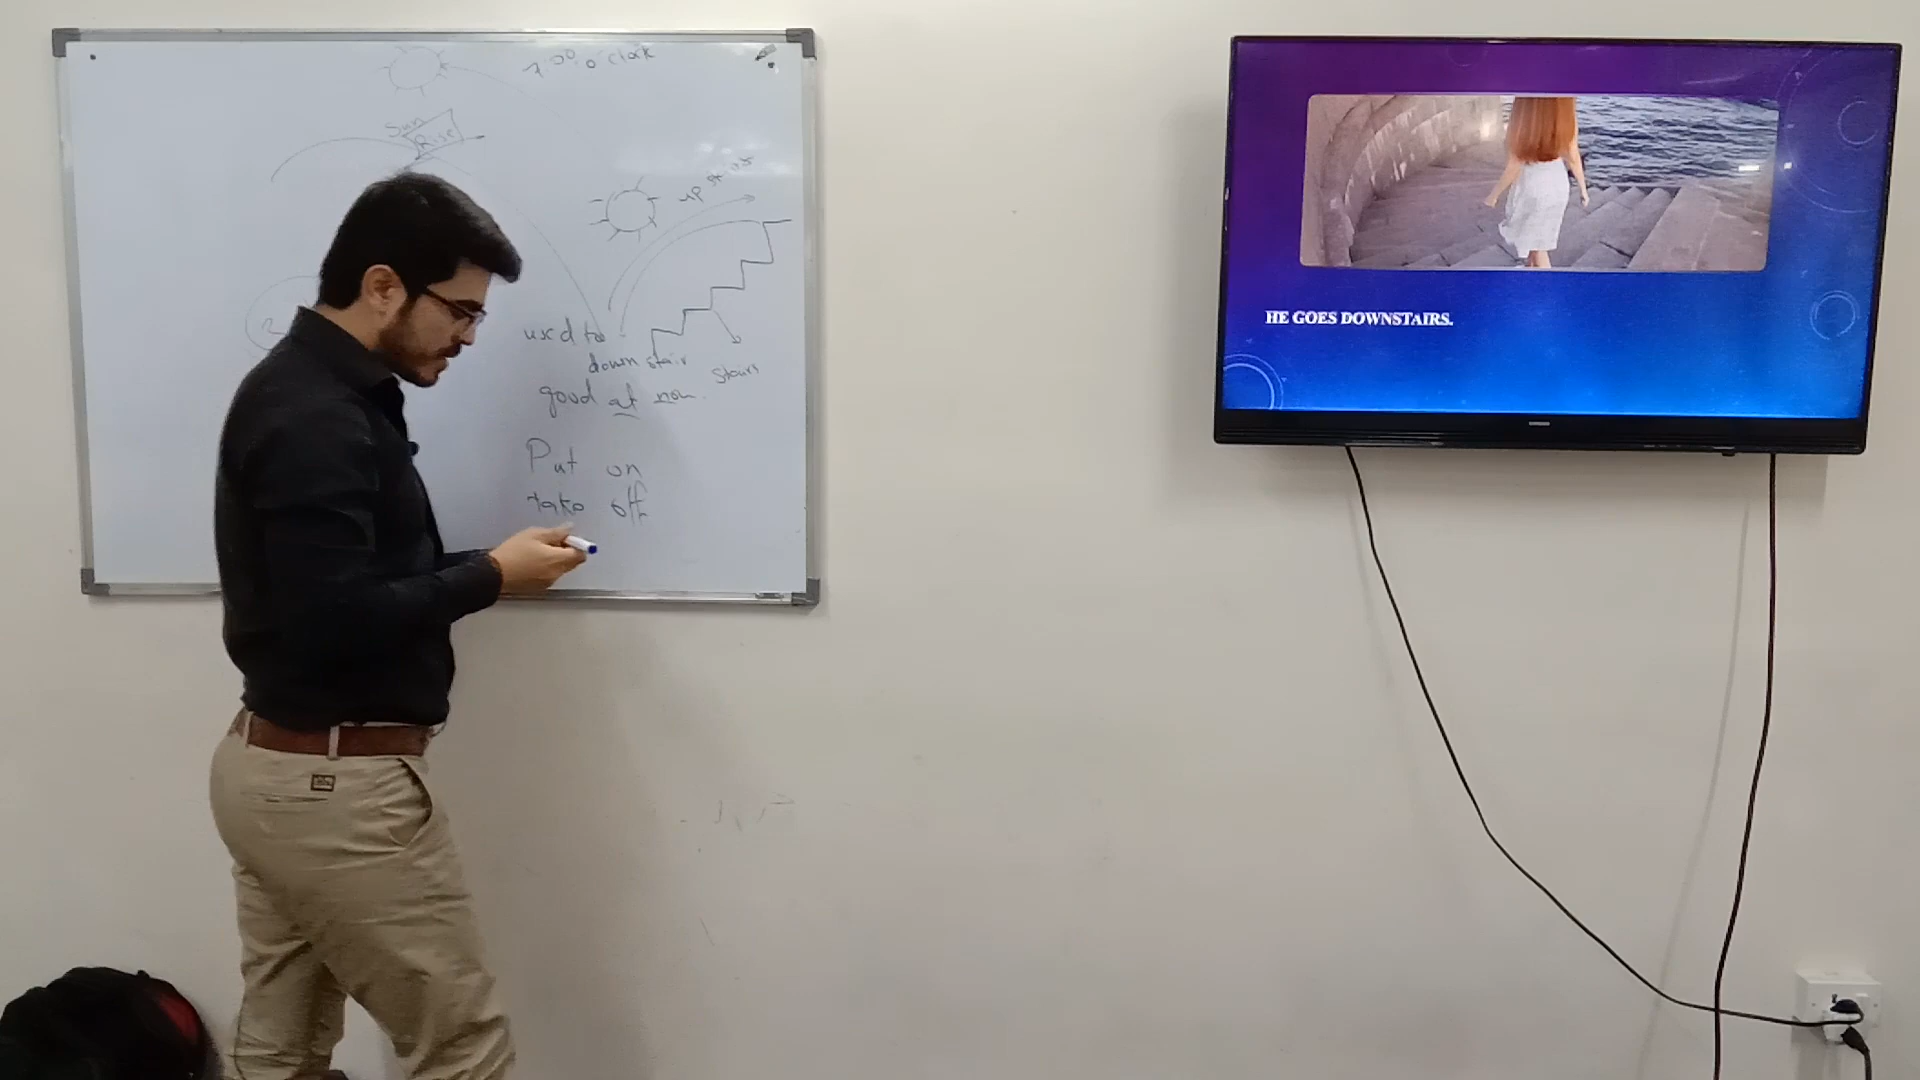 7:00 o'clock
Sun
Rise
up stairs
used to
down stair
stairs
good at now.
Put on
take off
HE GOES DOWNSTAIRS.
SAMSUNG